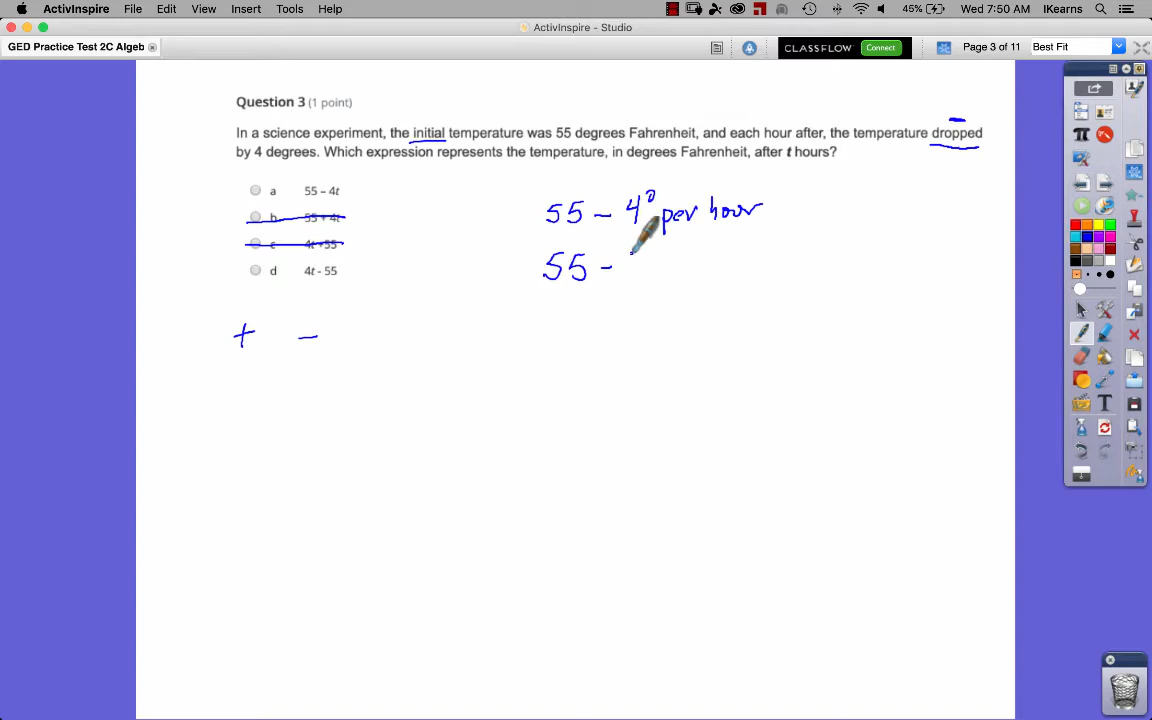 ActivInspire File Edit View Insert Tools Help 45% Wed 7:50 AM IKearns
ActivInspire - Studio
GED Practice Test 2C Algeb CLASSFLOW Connect Page 3 of 11 Best Fit
Question 3 (1 point)
In a science experiment, the initial temperature was 55 degrees Fahrenheit, and each hour after, the temperature dropped
by 4 degrees. Which expression represents the temperature, in degrees Fahrenheit, after t hours?
a 55 – 4t
b 55 + 4t
c 4t + 55
d 4t - 55
55 – 4° per hour
55 –
+ –